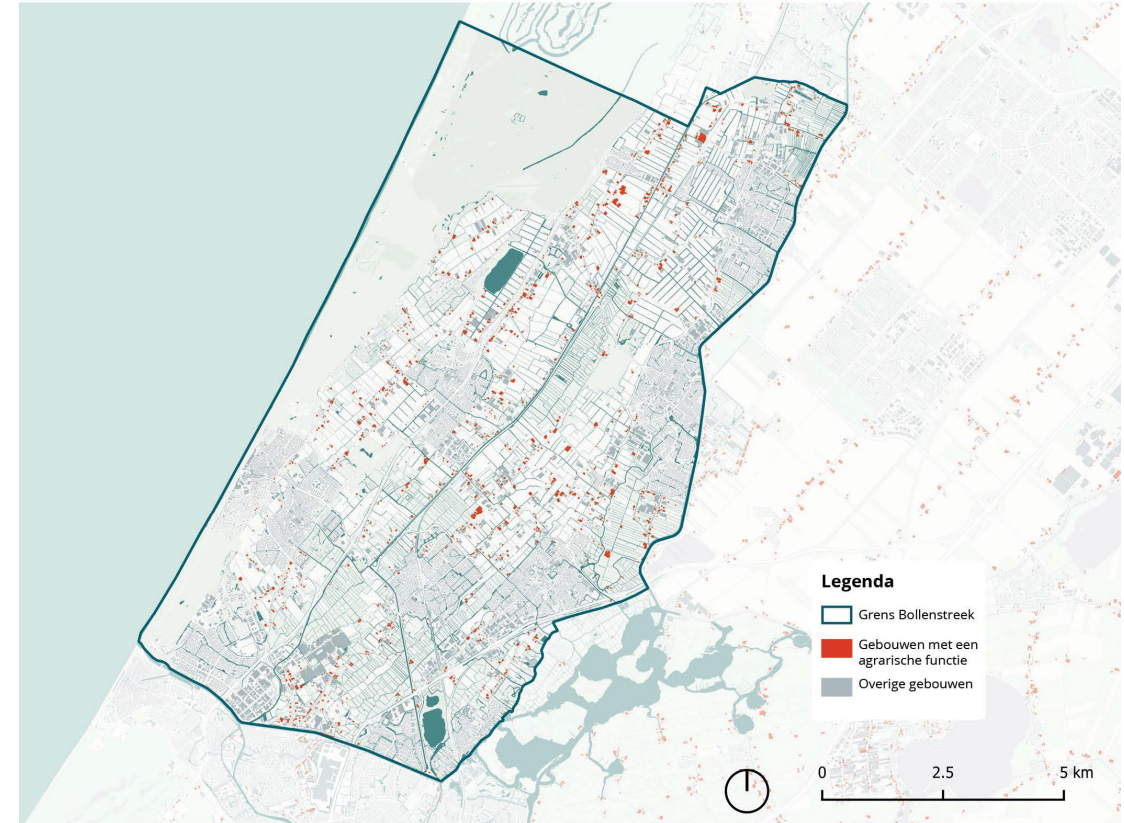 Legenda
Grens Bollenstreek
Gebouwen met een
agrarische functie
Overige gebouwen
0 2.5 5 km